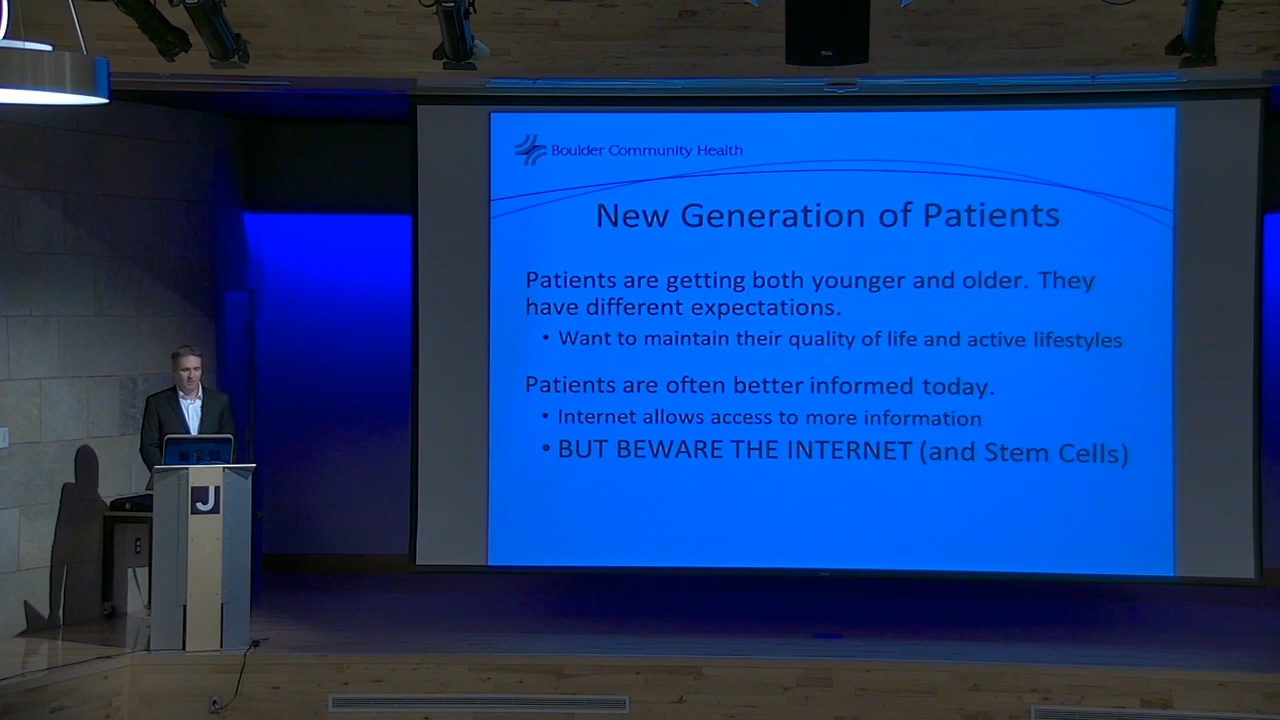 Boulder Community Health
New Generation of Patients
Patients are getting both younger and older. They
have different expectations.
• Want to maintain their quality of life and active lifestyles
Patients are often better informed today.
• Internet allows access to more information
• BUT BEWARE THE INTERNET (and Stem Cells)
J